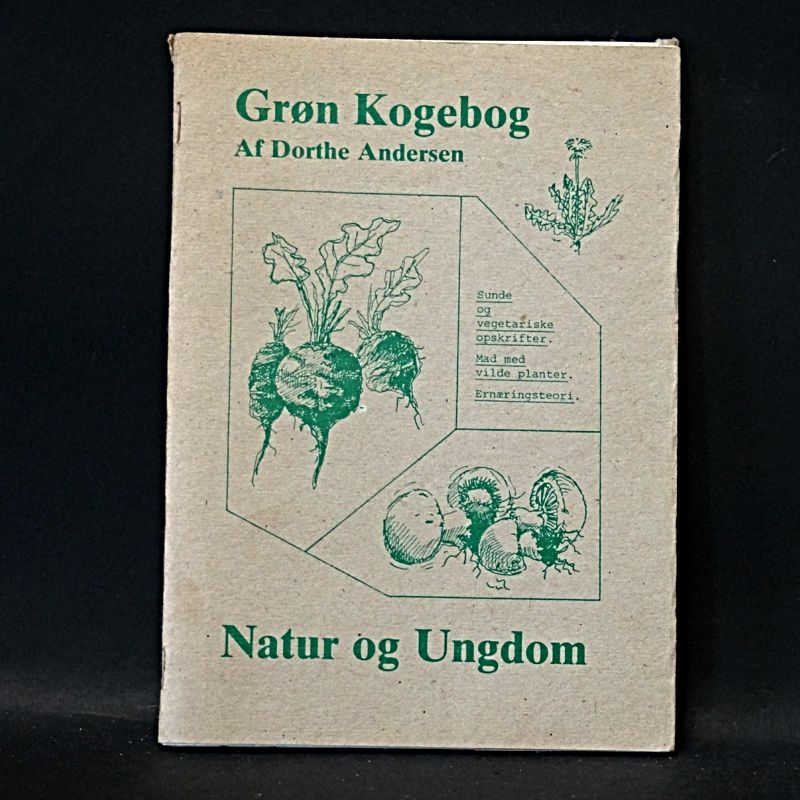 Grøn Kogebog
Af Dorthe Andersen
Sunde
og
vegetariske
opskrifter.
Mad med
vilde planter.
Ernæringsteori.
Natur og Ungdom